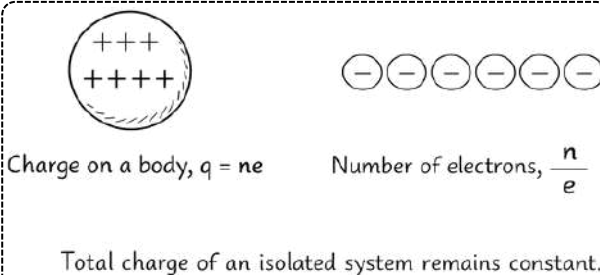 +++
++++
− − − − − −
Charge on a body, q = ne
Number of electrons, n/e
Total charge of an isolated system remains constant.